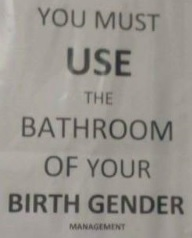 YOU MUST
USE
THE
BATHROOM
OF YOUR
BIRTH GENDER
MANAGEMENT